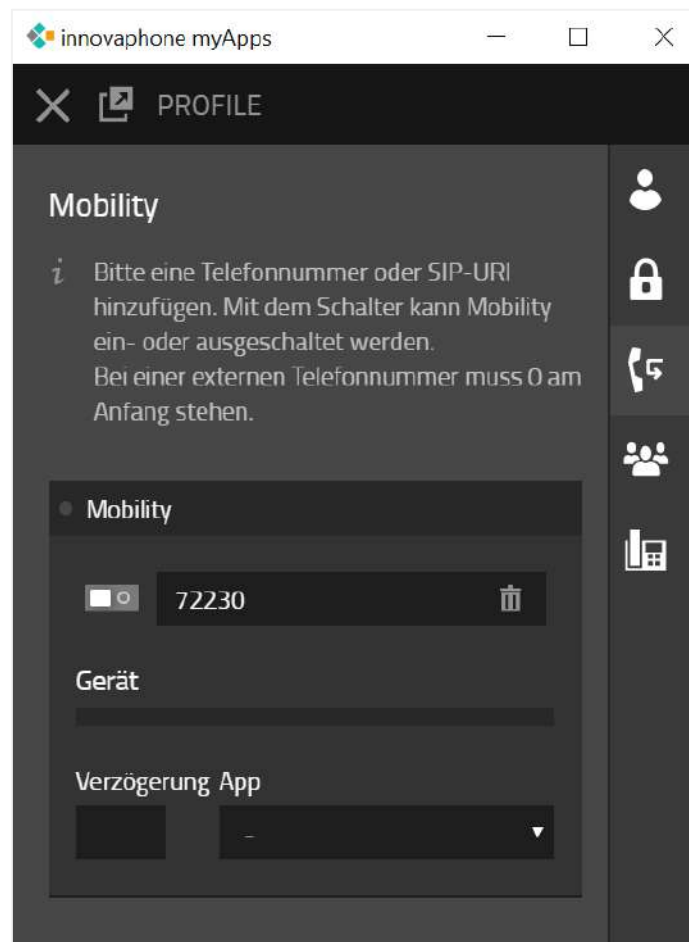 innovaphone myApps
PROFILE
Mobility
Bitte eine Telefonnummer oder SIP-URI
hinzufügen. Mit dem Schalter kann Mobility
ein- oder ausgeschaltet werden.
Bei einer externen Telefonnummer muss 0 am
Anfang stehen.
Mobility
72230
Gerät
Verzögerung App
-